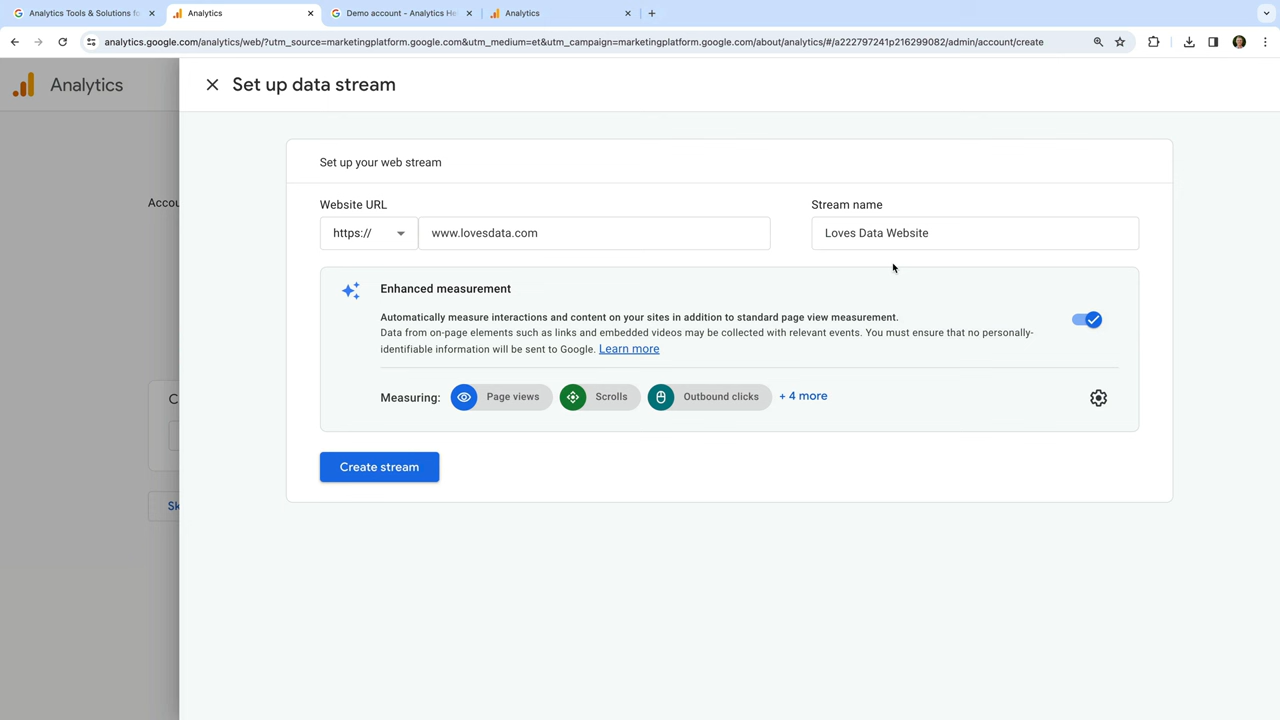 Analytics Tools & Solutions fo
Analytics
Demo account - Analytics He
Analytics
analytics.google.com/analytics/web/?utm_source=marketingplatform.google.com&utm_medium=et&utm_campaign=marketingplatform.google.com/about/analytics/#/a222797241p216299082/admin/account/create
Analytics
Set up data stream
Set up your web stream
Accou
Website URL
Stream name
https://
www.lovesdata.com
Loves Data Website
Enhanced measurement
Automatically measure interactions and content on your sites in addition to standard page view measurement.
Data from on-page elements such as links and embedded videos may be collected with relevant events. You must ensure that no personally-
identifiable information will be sent to Google. Learn more
C
Measuring: Page views Scrolls Outbound clicks + 4 more
Create stream
Sk